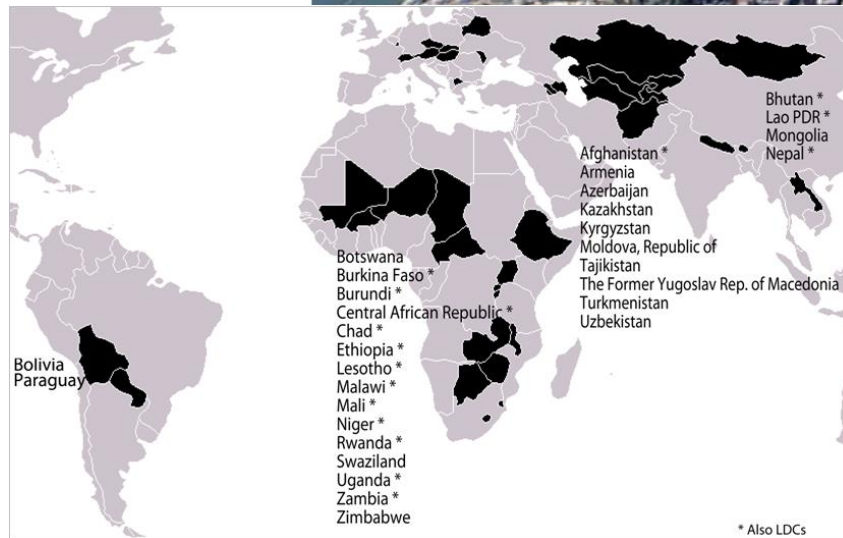 Bolivia
Paraguay
Botswana
Burkina Faso *
Burundi *
Central African Republic *
Chad *
Ethiopia *
Lesotho *
Malawi *
Mali *
Niger *
Rwanda *
Swaziland
Uganda *
Zambia *
Zimbabwe
Afghanistan *
Armenia
Azerbaijan
Kazakhstan
Kyrgyzstan
Moldova, Republic of
Tajikistan
The Former Yugoslav Rep. of Macedonia
Turkmenistan
Uzbekistan
Bhutan *
Lao PDR *
Mongolia
Nepal *
* Also LDCs